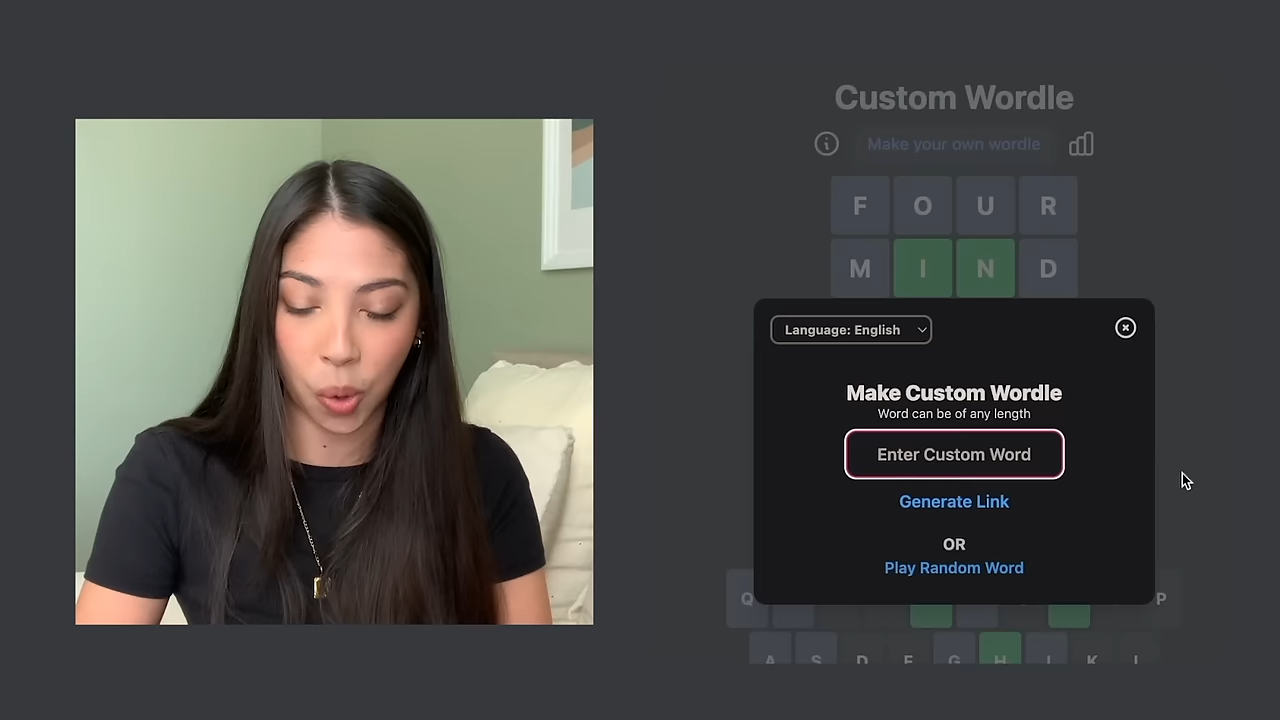 Custom Wordle
Make your own wordle
F O U R
M I N D
Language: English
Make Custom Wordle
Word can be of any length
Enter Custom Word
Generate Link
OR
Play Random Word
Q P
A S D F G H J K L